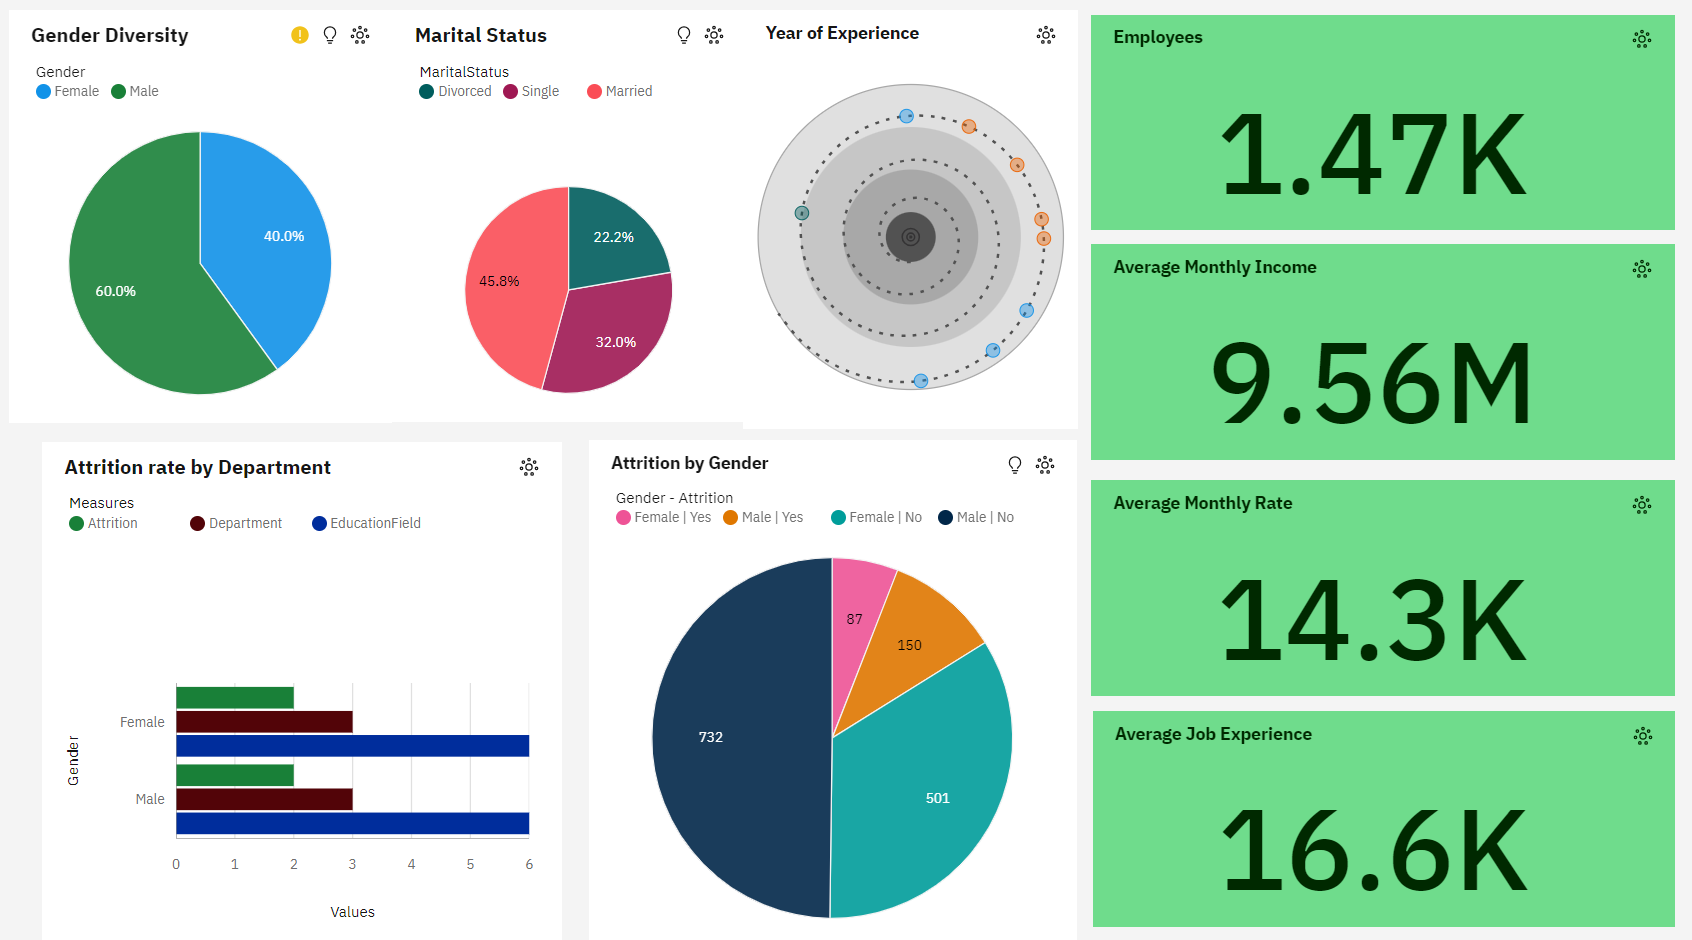 Gender Diversity
Gender
Female Male
40.0%
60.0%
Marital Status
MaritalStatus
Divorced Single Married
22.2%
45.8%
32.0%
Year of Experience
Employees
1.47K
Average Monthly Income
9.56M
Average Monthly Rate
14.3K
Average Job Experience
16.6K
Attrition rate by Department
Measures
Attrition Department EducationField
Gender
Female
Male
0 1 2 3 4 5 6
Values
Attrition by Gender
Gender - Attrition
Female | Yes Male | Yes Female | No Male | No
87
150
732
501